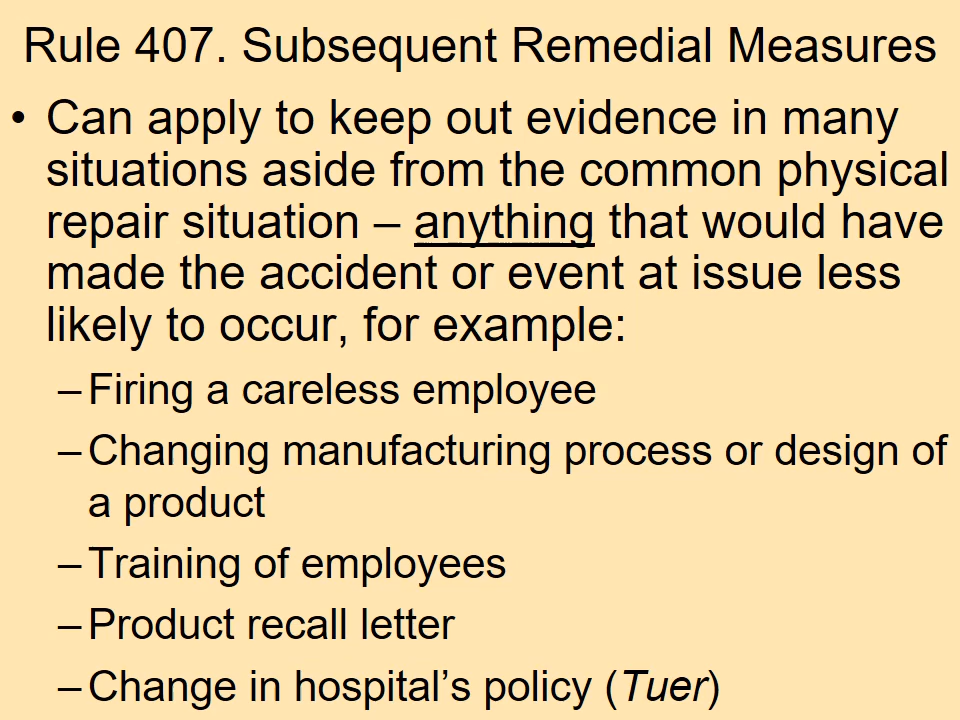 Rule 407. Subsequent Remedial Measures
• Can apply to keep out evidence in many
situations aside from the common physical
repair situation – anything that would have
made the accident or event at issue less
likely to occur, for example:
– Firing a careless employee
– Changing manufacturing process or design of
a product
– Training of employees
– Product recall letter
– Change in hospital’s policy (Tuer)